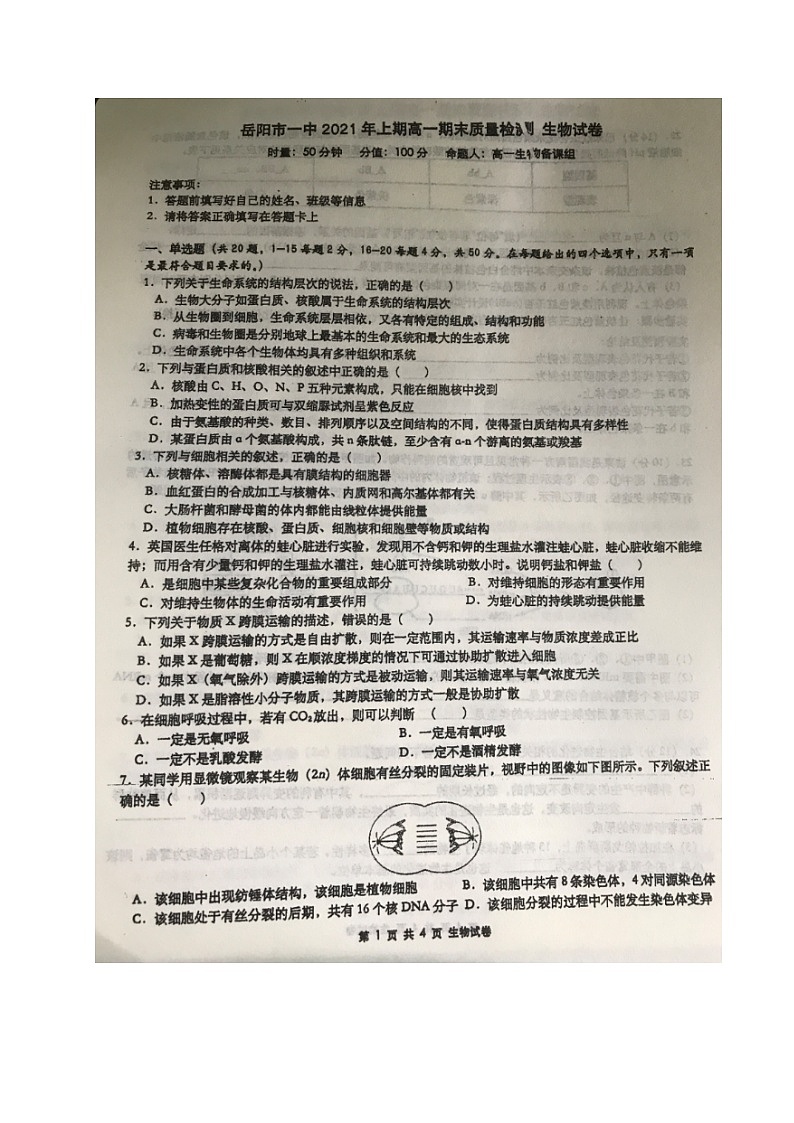 岳阳市一中 2021 年上期高一期末质量检测 生物试卷
时量：50 分钟 分值：100 分 命题人：高一生物备课组
注意事项：
1．答题前填写好自己的姓名、班级等信息
2．请将答案正确填写在答题卡上
一、单选题（共 20 题，1—15 每题 2 分，16—20 每题 4 分，共 50 分。在每题给出的四个选项中，只有一项
是最符合题目要求的。）
1．下列关于生命系统的结构层次的说法，正确的是（ ）
A．生物大分子如蛋白质、核酸属于生命系统的结构层次
B．从生物圈到细胞，生命系统层层相依，又各有特定的组成、结构和功能
C．病毒和生物圈是分别地球上最基本的生命系统和最大的生态系统
D．生命系统中各个生物体均具有多种组织和系统
2．下列与蛋白质和核酸相关的叙述中正确的是（ ）
A．核酸由 C、H、O、N、P 五种元素构成，只能在细胞核中找到
B．加热变性的蛋白质可与双缩脲试剂呈紫色反应
C．由于氨基酸的种类、数目、排列顺序以及空间结构的不同，使得蛋白质结构具有多样性
D．某蛋白质由 a 个氨基酸构成，共 n 条肽链，至少含有 a-n 个游离的氨基或羧基
3．下列与细胞相关的叙述，正确的是（ ）
A．核糖体、溶酶体都是具有膜结构的细胞器
B．血红蛋白的合成加工与核糖体、内质网和高尔基体都有关
C．大肠杆菌和酵母菌的体内都能由线粒体提供能量
D．植物细胞存在核酸、蛋白质、细胞核和细胞壁等物质或结构
4．英国医生任格对离体的蛙心脏进行实验，发现用不含钙和钾的生理盐水灌注蛙心脏，蛙心脏收缩不能维
持；而用含有少量钙和钾的生理盐水灌注，蛙心脏可持续跳动数小时。说明钙盐和钾盐（ ）
A．是细胞中某些复杂化合物的重要组成部分 B．对维持细胞的形态有重要作用
C．对维持生物体的生命活动有重要作用 D．为蛙心脏的持续跳动提供能量
5．下列关于物质 X 跨膜运输的描述，错误的是（ ）
A．如果 X 跨膜运输的方式是自由扩散，则在一定范围内，其运输速率与物质浓度差成正比
B．如果 X 是葡萄糖，则 X 在顺浓度梯度的情况下可通过协助扩散进入细胞
C．如果 X（氧气除外）跨膜运输的方式是被动运输，则其运输速率与氧气浓度无关
D．如果 X 是脂溶性小分子物质，其跨膜运输的方式一般是协助扩散
6．在细胞呼吸过程中，若有 CO₂放出，则可以判断 （ ）
A．一定是无氧呼吸 B．一定是有氧呼吸
C．一定不是乳酸发酵 D．一定不是酒精发酵
7．某同学用显微镜观察某生物（2n）体细胞有丝分裂的固定装片，视野中的图像如下图所示。下列叙述正
确的是（ ）
A．该细胞中出现纺锤体结构，该细胞是植物细胞 B．该细胞中共有 8 条染色体，4 对同源染色体
C．该细胞处于有丝分裂的后期，共有 16 个核 DNA 分子 D．该细胞分裂的过程中不能发生染色体变异
第 1 页 共 4 页 生物试卷